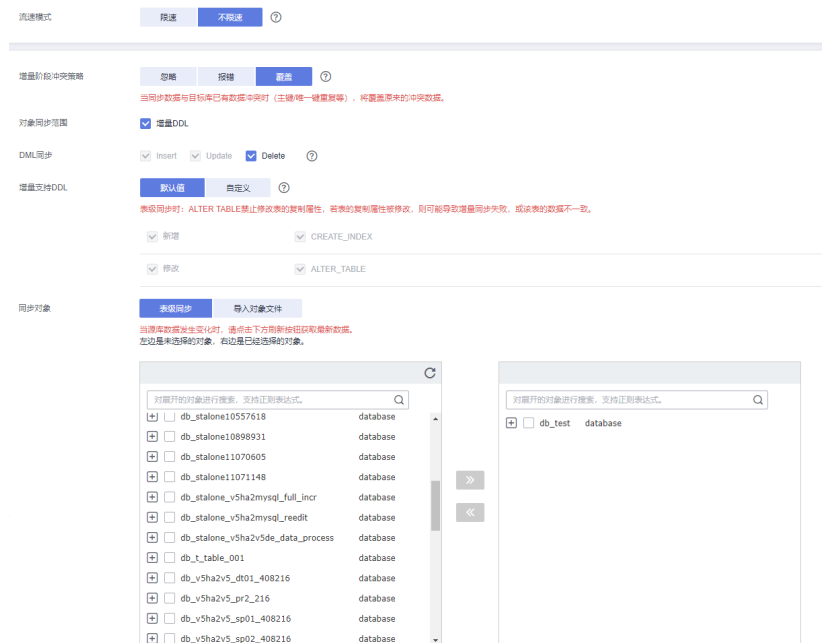 流速模式 限速 不限速
增量阶段冲突策略 忽略 报错 覆盖
当同步数据与目标库已有数据冲突时（主键/唯一键重复等），将覆盖原来的冲突数据。
对象同步范围 增量DDL
DML同步 Insert Update Delete
增量支持DDL 默认值 自定义
表级同步时：ALTER TABLE禁止修改表的复制属性，若表的复制属性被修改，则可能导致增量同步失败，或该表的数据不一致。
新增 CREATE_INDEX
修改 ALTER_TABLE
同步对象 表级同步 导入对象文件
当源库数据发生变化时，请点击下方刷新按钮获取最新数据。
左边是未选择的对象，右边是已经选择的对象。
对展开的对象进行搜索，支持正则表达式。
db_stalone10557618 database
db_stalone10898931 database
db_stalone11070605 database
db_stalone11071148 database
db_stalone_v5ha2mysql_full_incr database
db_stalone_v5ha2mysql_reedit database
db_stalone_v5ha2v5de_data_process database
db_t_table_001 database
db_v5ha2v5_dt01_408216 database
db_v5ha2v5_pr2_216 database
db_v5ha2v5_sp01_408216 database
db_v5ha2v5_sp02_408216 database
对展开的对象进行搜索，支持正则表达式。
db_test database